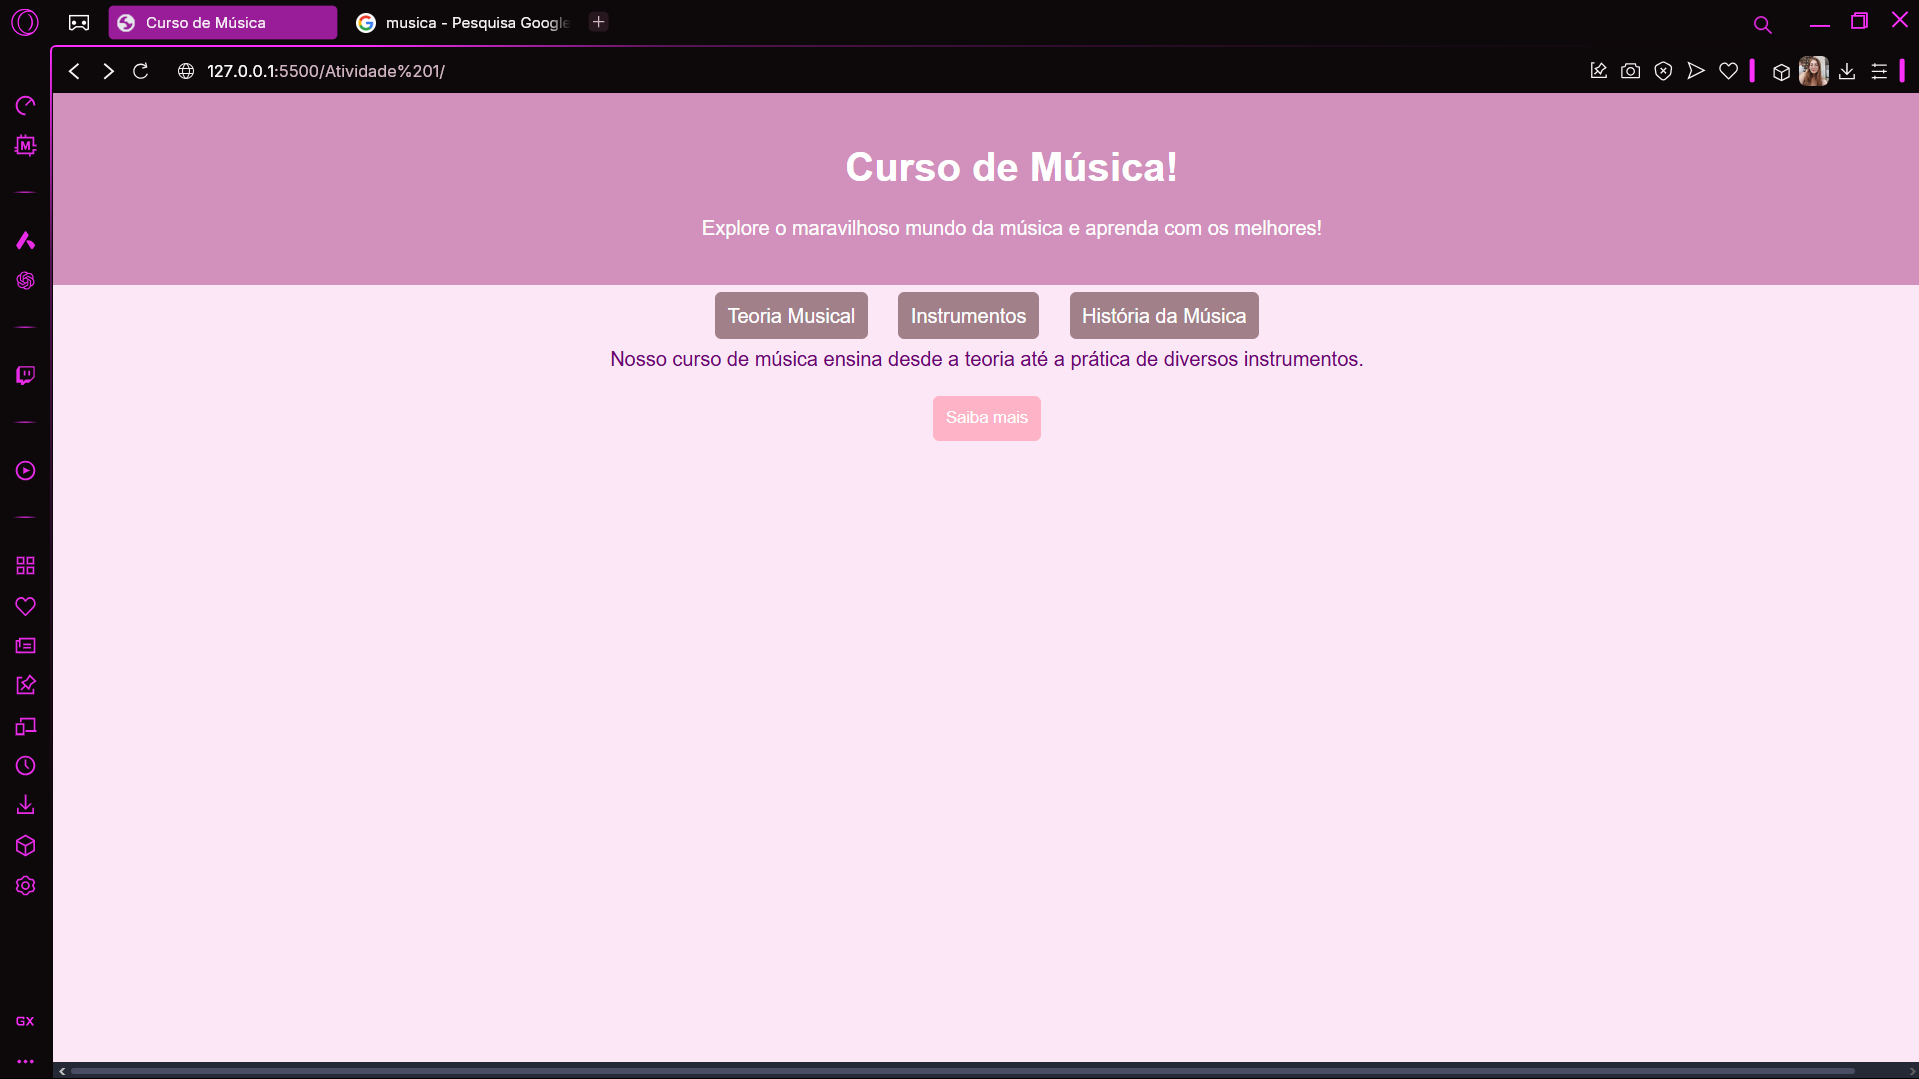 Curso de Música
musica - Pesquisa Google
127.0.0.1:5500/Atividade%201/
M
Curso de Música!
Explore o maravilhoso mundo da música e aprenda com os melhores!
Teoria Musical
Instrumentos
História da Música
Nosso curso de música ensina desde a teoria até a prática de diversos instrumentos.
Saiba mais
GX